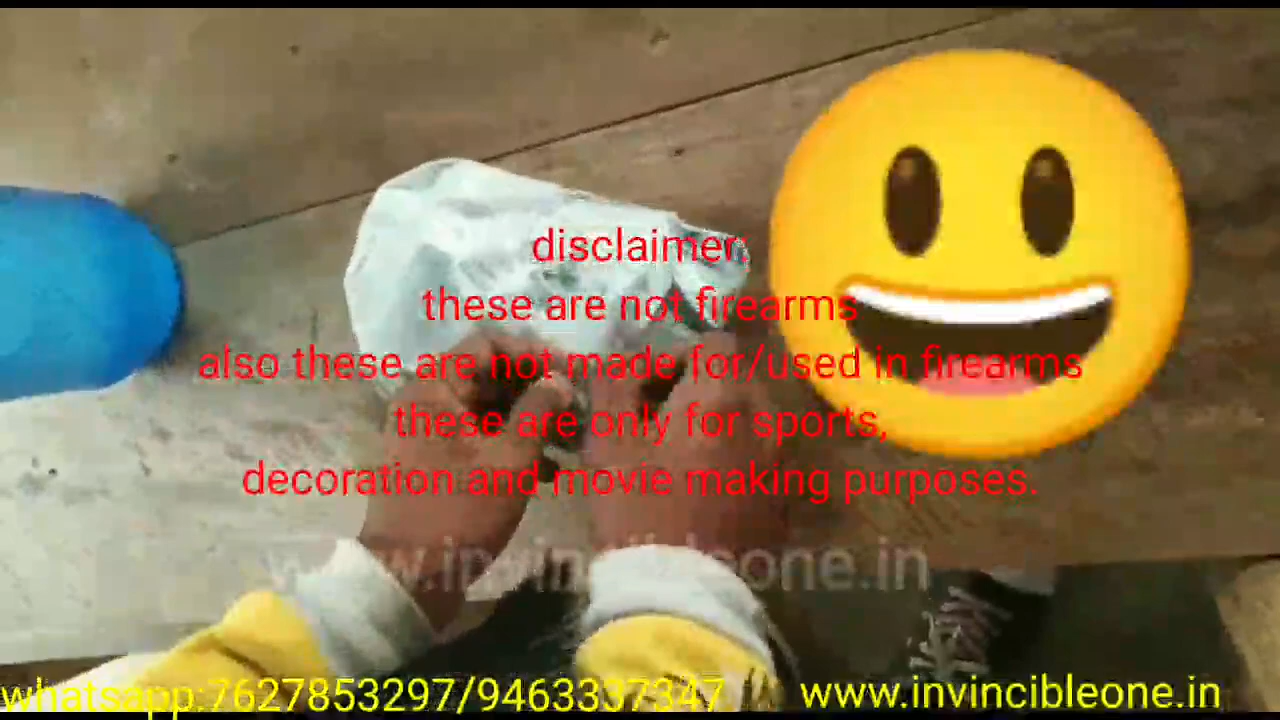 disclaimer:
these are not firearms
also these are not made for/used in firearms
these are only for sports,
decoration and movie making purposes.
www.invincibleone.in
whatsapp:7627853297/9463337347
www.invincibleone.in